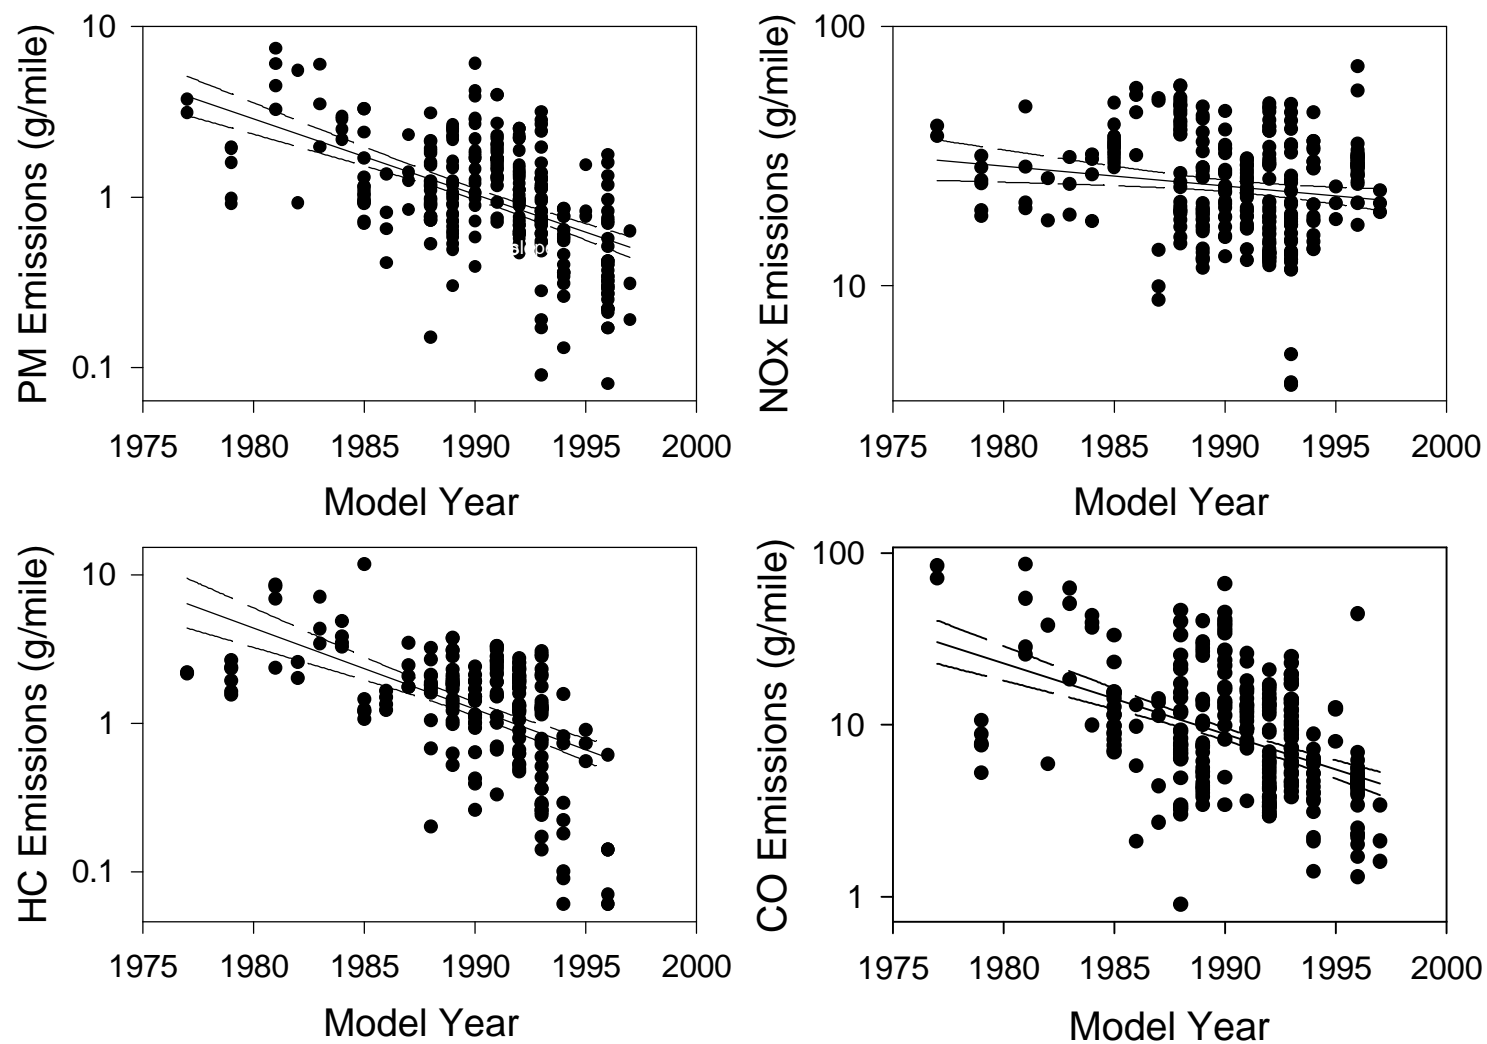 PM Emissions (g/mile)
10
1
0.1
1975 1980 1985 1990 1995 2000
Model Year
NOx Emissions (g/mile)
100
10
1975 1980 1985 1990 1995 2000
Model Year
HC Emissions (g/mile)
10
1
0.1
1975 1980 1985 1990 1995 2000
Model Year
CO Emissions (g/mile)
100
10
1
1975 1980 1985 1990 1995 2000
Model Year